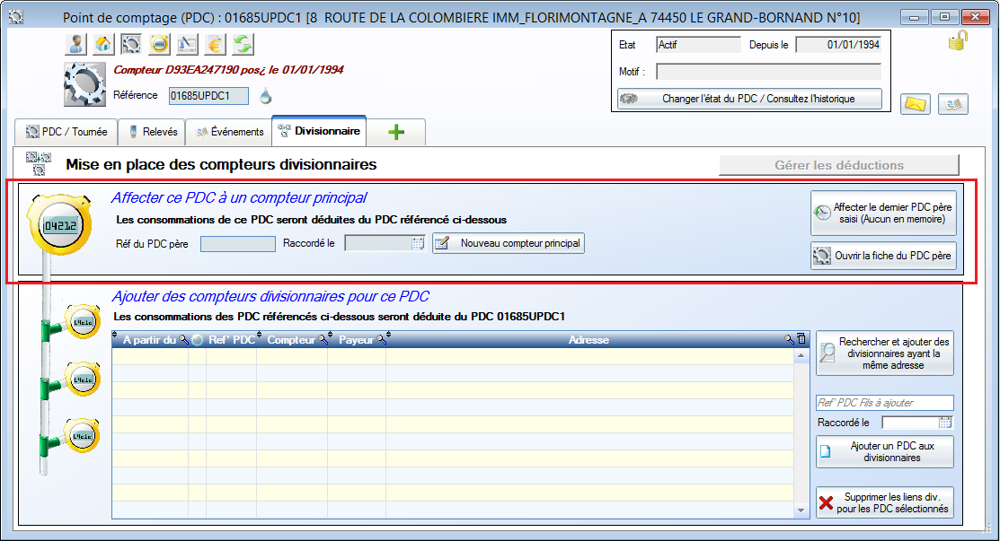 Point de comptage (PDC) : 01685UPDC1 [8 ROUTE DE LA COLOMBIERE IMM_FLORIMONTAGNE_A 74450 LE GRAND-BORNAND N°10]
Compteur D93EA247190 pos¿ le 01/01/1994
Référence 01685UPDC1
Etat Actif Depuis le 01/01/1994
Motif :
Changer l'état du PDC / Consultez l'historique
PDC / Tournée Relevés Événements Divisionnaire
Mise en place des compteurs divisionnaires
Gérer les déductions
04212
Affecter ce PDC à un compteur principal
Les consommations de ce PDC seront déduites du PDC référencé ci-dessous
Réf du PDC père Raccordé le Nouveau compteur principal
Affecter le dernier PDC père
saisi (Aucun en memoire)
Ouvrir la fiche du PDC père
Ajouter des compteurs divisionnaires pour ce PDC
Les consommations des PDC référencés ci-dessous seront déduite du PDC 01685UPDC1
A partir du Ref° PDC Compteur Payeur Adresse
Rechercher et ajouter des
divisionnaires ayant la
même adresse
Ref° PDC Fils à ajouter
Raccordé le
Ajouter un PDC aux
divisionnaires
Supprimer les liens div.
pour les PDC sélectionnés